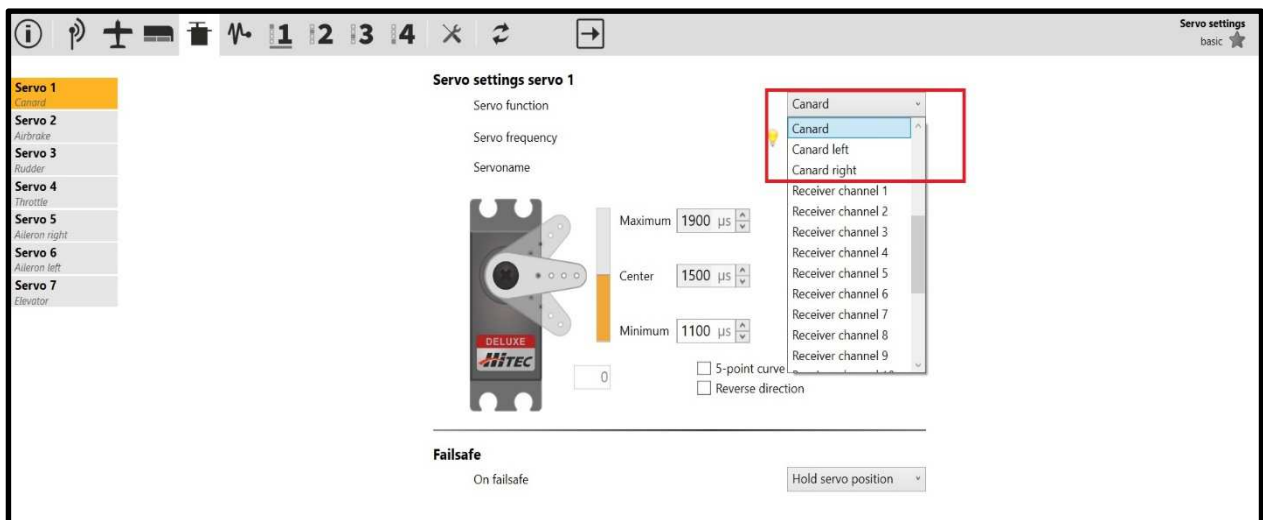 1 2 3 4
Servo settings
basic
Servo 1
Canard
Servo 2
Airbrake
Servo 3
Rudder
Servo 4
Throttle
Servo 5
Aileron right
Servo 6
Aileron left
Servo 7
Elevator
Servo settings servo 1
Servo function
Canard
Servo frequency
Servoname
Canard
Canard left
Canard right
Receiver channel 1
Receiver channel 2
Receiver channel 3
Receiver channel 4
Receiver channel 5
Receiver channel 6
Receiver channel 7
Receiver channel 8
Receiver channel 9
Maximum 1900 µs
Center 1500 µs
Minimum 1100 µs
DELUXE
HITEC
0
5-point curve
Reverse direction
Failsafe
On failsafe
Hold servo position